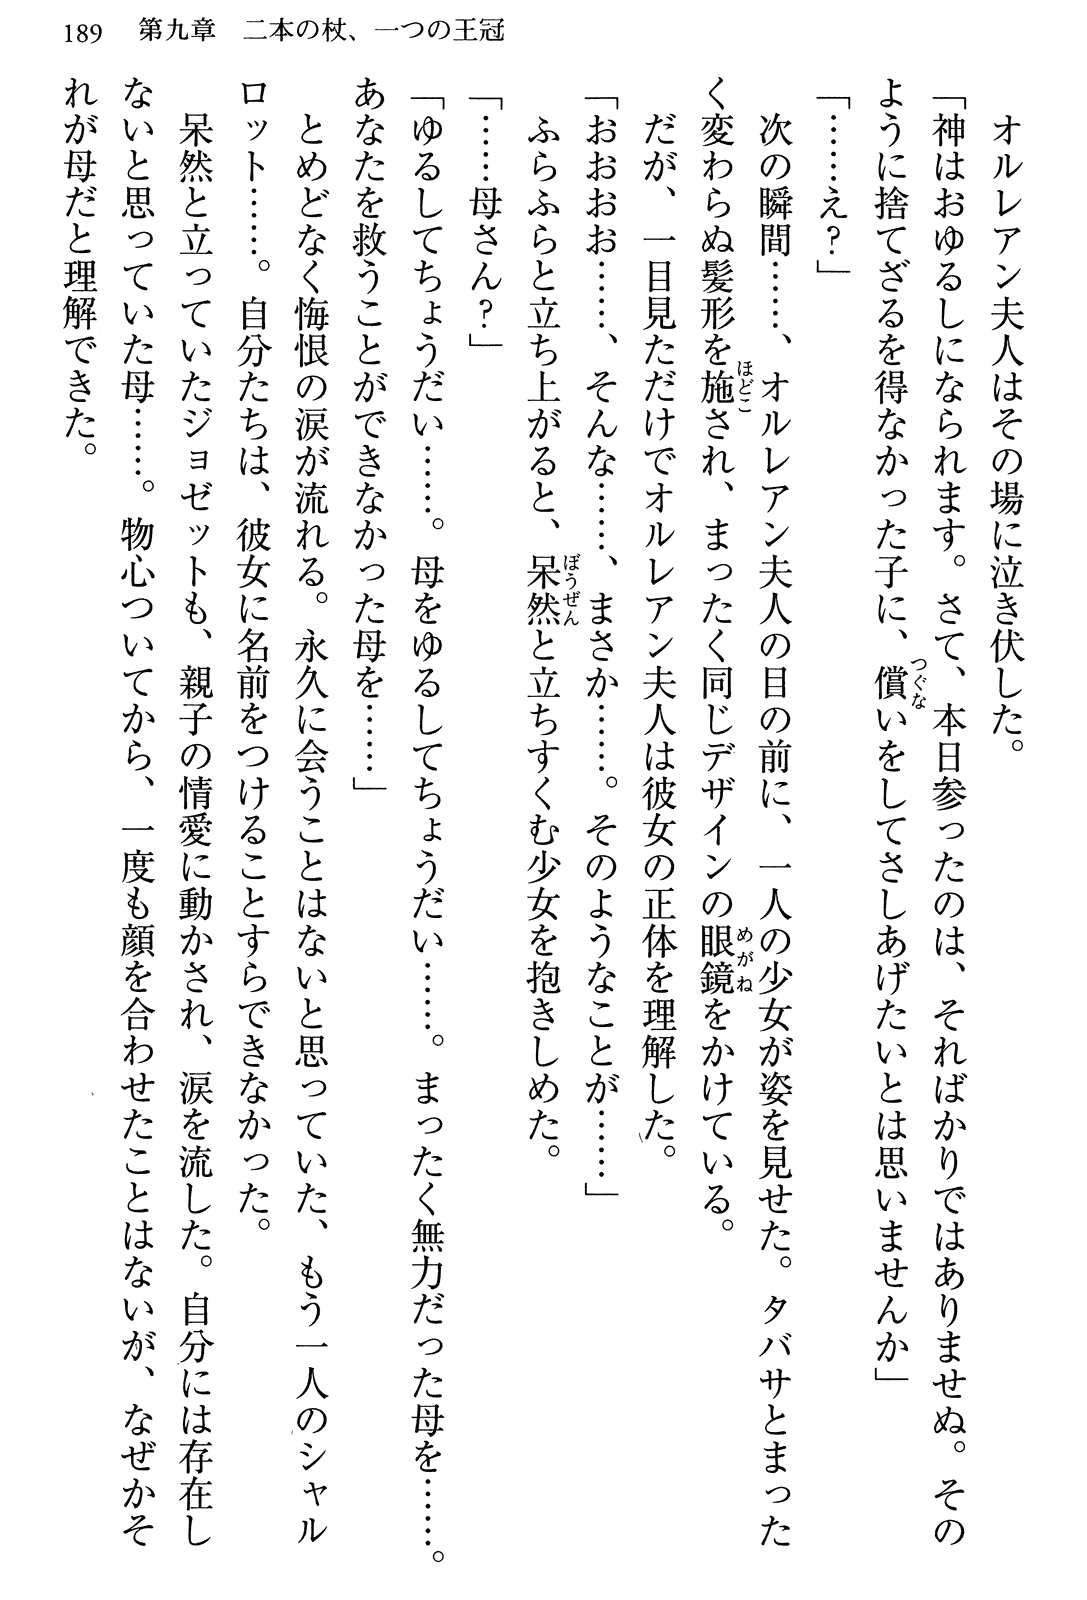 189 第九章 二本の杖、一つの王冠
オルレアン夫人はその場に泣き伏した。
「神はおゆるしになられます。さて、本日参ったのは、そればかりではありませぬ。その
ように捨てざるを得なかった子に、償いをしてさしあげたいとは思いませんか」
つぐな
「……え?」
次の瞬間……、オルレアン夫人の目の前に、一人の少女が姿を見せた。タバサとまった
く変わらぬ髪形を施され、まったく同じデザインの眼鏡をかけている。
ほどこ
めがね
だが、一目見ただけでオルレアン夫人は彼女の正体を理解した。
「おおおお……、そんな……、まさか……。そのようなことが……」
ふらふらと立ち上がると、呆然と立ちすくむ少女を抱きしめた。
ぼうぜん
「……母さん?」
「ゆるしてちょうだい……。母をゆるしてちょうだい……。まったく無力だった母を……。
あなたを救うことができなかった母を……」
とめどなく悔恨の涙が流れる。永久に会うことはないと思っていた、もう一人のシャル
ロット……。自分たちは、彼女に名前をつけることすらできなかった。
呆然と立っていたジョゼットも、親子の情愛に動かされ、涙を流した。自分には存在し
ないと思っていた母……。物心ついてから、一度も顔を合わせたことはないが、なぜかそ
れが母だと理解できた。